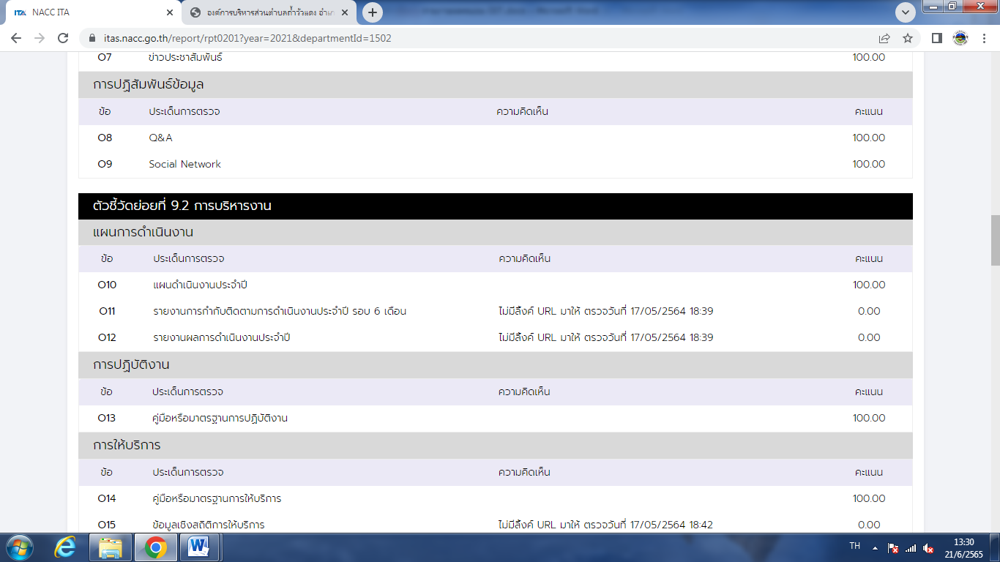 NACC ITA
องค์การบริหารส่วนตำบลถ้ำวัวแดง อำเภ
itas.nacc.go.th/report/rpt0201?year=2021&departmentId=1502
O7 ข่าวประชาสัมพันธ์ 100.00
การปฏิสัมพันธ์ข้อมูล
ข้อ ประเด็นการตรวจ ความคิดเห็น คะแนน
O8 Q&A 100.00
O9 Social Network 100.00
ตัวชี้วัดย่อยที่ 9.2 การบริหารงาน
แผนการดำเนินงาน
ข้อ ประเด็นการตรวจ ความคิดเห็น คะแนน
O10 แผนดำเนินงานประจำปี 100.00
O11 รายงานการกำกับติดตามการดำเนินงานประจำปี รอบ 6 เดือน ไม่มีลิ้งค์ URL มาให้ ตรวจวันที่ 17/05/2564 18:39 0.00
O12 รายงานผลการดำเนินงานประจำปี ไม่มีลิ้งค์ URL มาให้ ตรวจวันที่ 17/05/2564 18:39 0.00
การปฏิบัติงาน
ข้อ ประเด็นการตรวจ ความคิดเห็น คะแนน
O13 คู่มือหรือมาตรฐานการปฏิบัติงาน 100.00
การให้บริการ
ข้อ ประเด็นการตรวจ ความคิดเห็น คะแนน
O14 คู่มือหรือมาตรฐานการให้บริการ 100.00
O15 ข้อมูลเชิงสถิติการให้บริการ ไม่มีลิ้งค์ URL มาให้ ตรวจวันที่ 17/05/2564 18:42 0.00
TH
13:30
21/6/2565